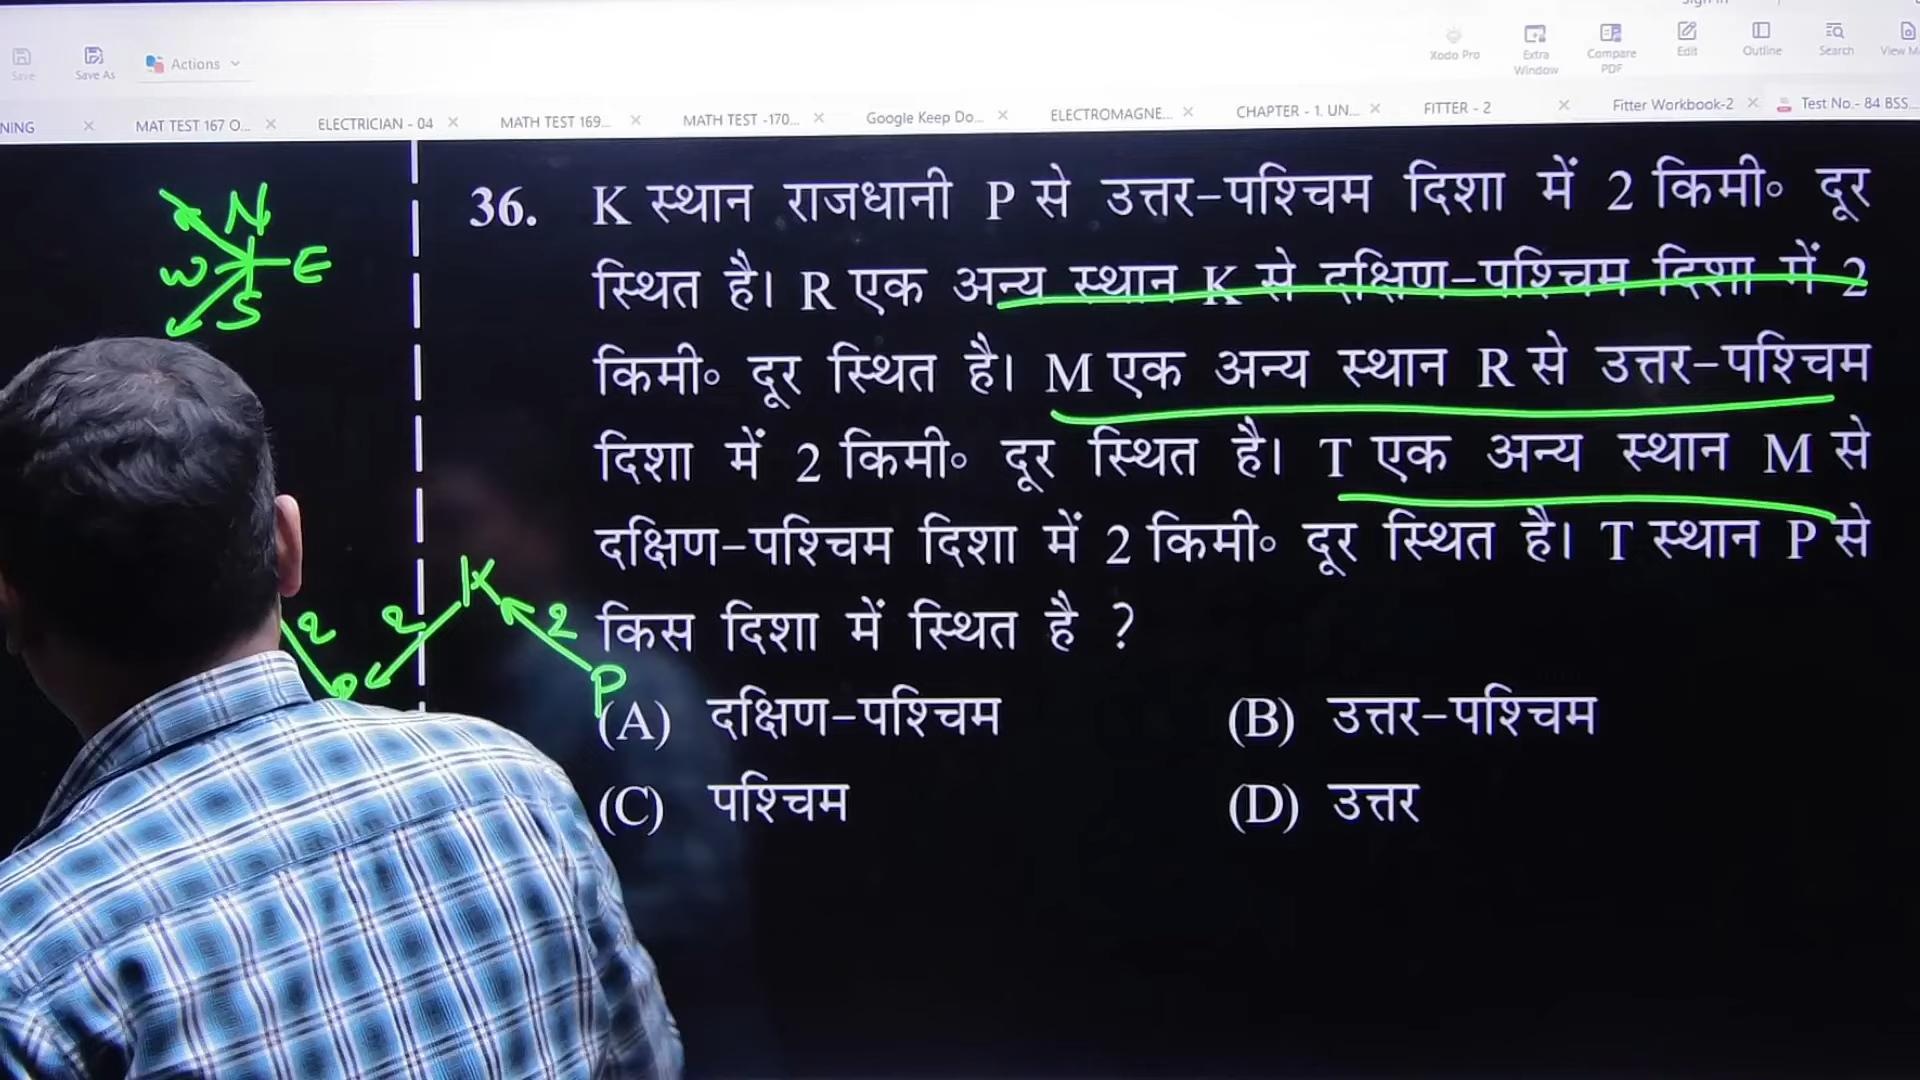 Sign in
Save
Save As
Actions
Xodo Pro
Extra Window
Compare PDF
Edit
Outline
Search
View
NING
MAT TEST 167 O...
ELECTRICIAN - 04
MATH TEST 169...
MATH TEST -170...
Google Keep Do...
ELECTROMAGNE...
CHAPTER - 1. UN...
FITTER - 2
Fitter Workbook-2
Test No.- 84 BSS...
N
W E
S
36. K स्थान राजधानी P से उत्तर-पश्चिम दिशा में 2 किमी॰ दूर
स्थित है। R एक अन्य स्थान K से दक्षिण-पश्चिम दिशा में 2
किमी॰ दूर स्थित है। M एक अन्य स्थान R से उत्तर-पश्चिम
दिशा में 2 किमी॰ दूर स्थित है। T एक अन्य स्थान M से
दक्षिण-पश्चिम दिशा में 2 किमी॰ दूर स्थित है। T स्थान P से
किस दिशा में स्थित है ?
K
2 2 2
P
(A) दक्षिण-पश्चिम (B) उत्तर-पश्चिम
(C) पश्चिम (D) उत्तर